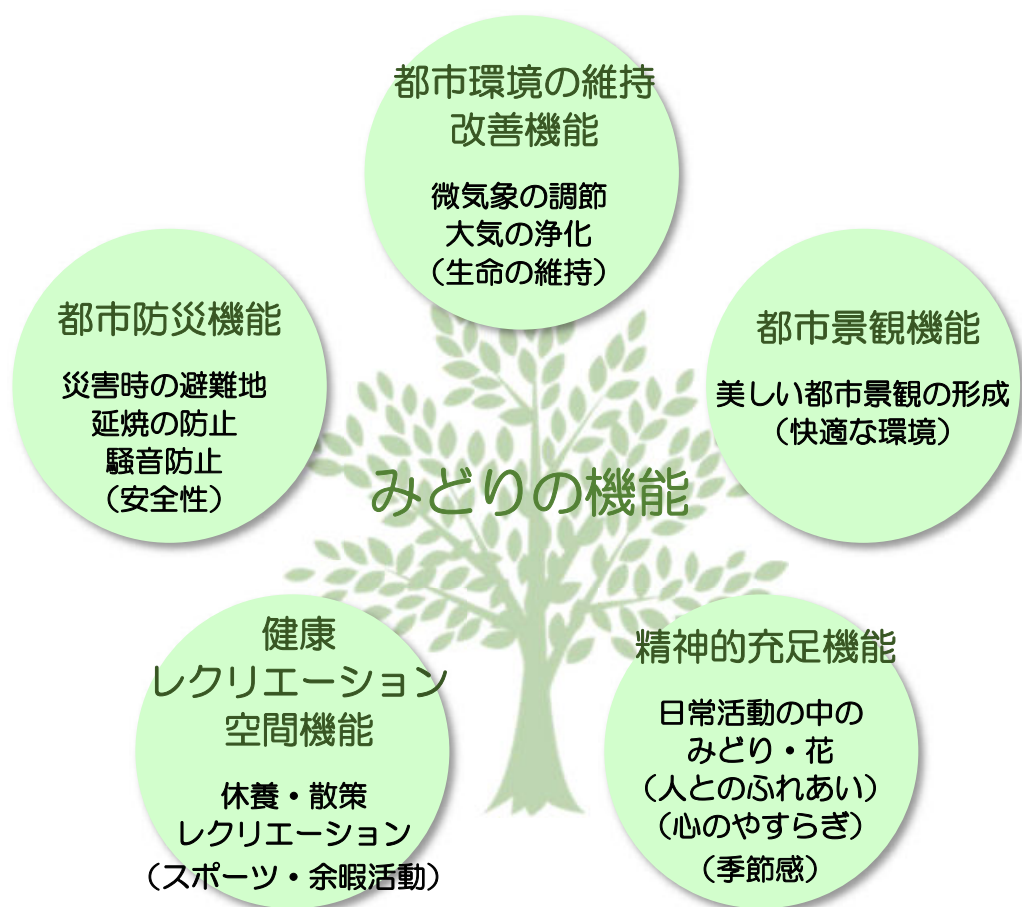 都市環境の維持
改善機能
微気象の調節
大気の浄化
（生命の維持）
都市防災機能
災害時の避難地
延焼の防止
騒音防止
（安全性）
都市景観機能
美しい都市景観の形成
（快適な環境）
みどりの機能
健康
レクリエーション
空間機能
休養・散策
レクリエーション
（スポーツ・余暇活動）
精神的充足機能
日常活動の中の
みどり・花
（人とのふれあい）
（心のやすらぎ）
（季節感）